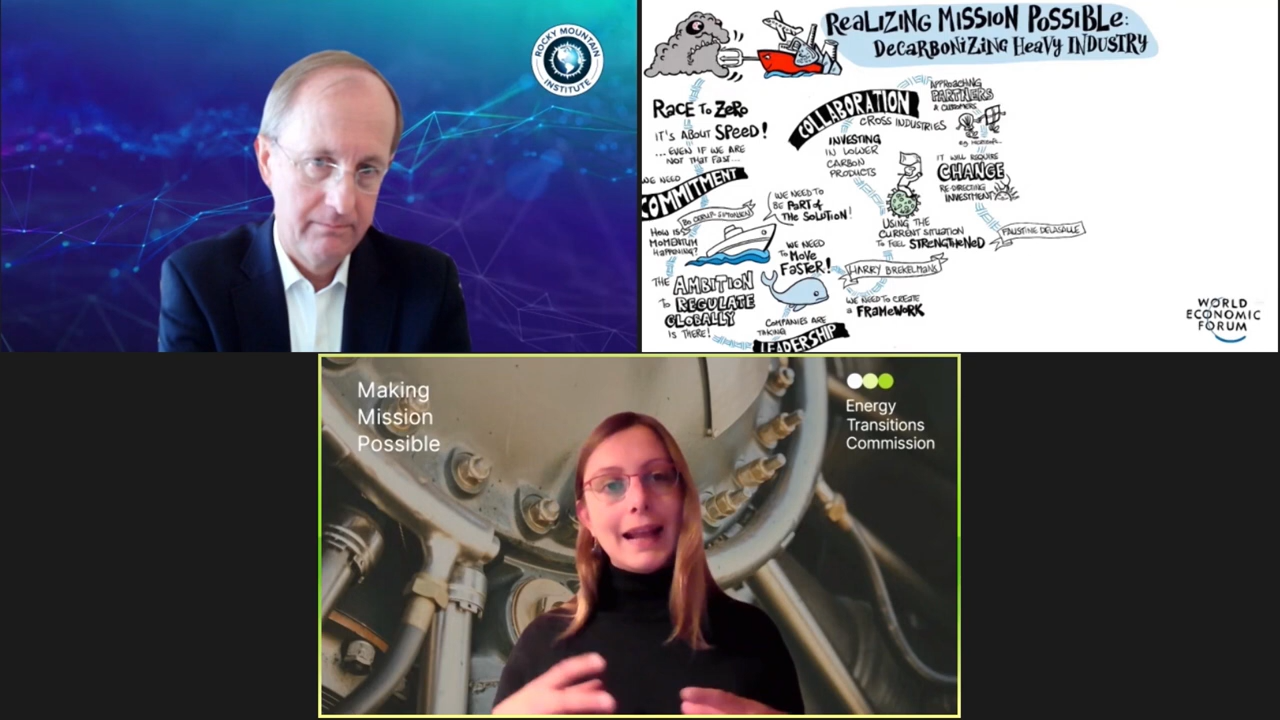 ROCKY MOUNTAIN
INSTITUTE
REALIZING MISSION POSSIBLE:
DECARBONIZING HEAVY INDUSTRY
RACE TO ZERO
IT'S ABOUT SPEED!
...EVEN IF WE ARE
NOT THAT FAST...
WE NEED
COMMITMENT
HOW IS
MOMENTUM
HAPPENING?
WE NEED TO
BE PART of
THE SOLUTION!
WE NEED
To MOVE
FASTER!
THE AMBITION
To REGULATE
GLOBALLY
IS THERE!
COMPANIES ARE
TAKING
LEADERSHIP
COLLABORATION
CROSS INDUSTRIES
INVESTING
IN LOWER
CARBON
PRODUCTS
APPROACHING
PARTNERS
& CUSTOMERS
IT WILL REQUIRE
CHANGE
RE-DIRECTING
INVESTMENT
USING THE
CURRENT SITUATION
To FEEL STRENGTHENED
FAUSTINE DELASALLE
HARRY BREKELMANS
WE NEED TO CREATE
a FRAMEWORK
WORLD
ECONOMIC
FORUM
Making
Mission
Possible
Energy
Transitions
Commission